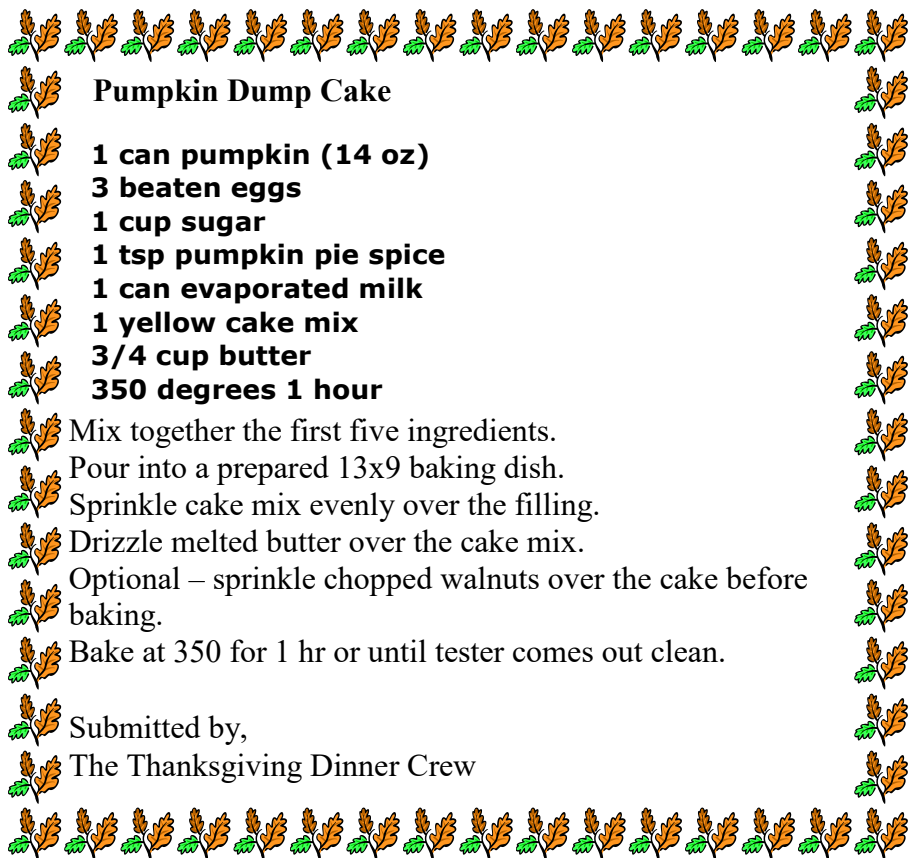 Pumpkin Dump Cake
1 can pumpkin (14 oz)
3 beaten eggs
1 cup sugar
1 tsp pumpkin pie spice
1 can evaporated milk
1 yellow cake mix
3/4 cup butter
350 degrees 1 hour
Mix together the first five ingredients.
Pour into a prepared 13x9 baking dish.
Sprinkle cake mix evenly over the filling.
Drizzle melted butter over the cake mix.
Optional – sprinkle chopped walnuts over the cake before
baking.
Bake at 350 for 1 hr or until tester comes out clean.
Submitted by,
The Thanksgiving Dinner Crew